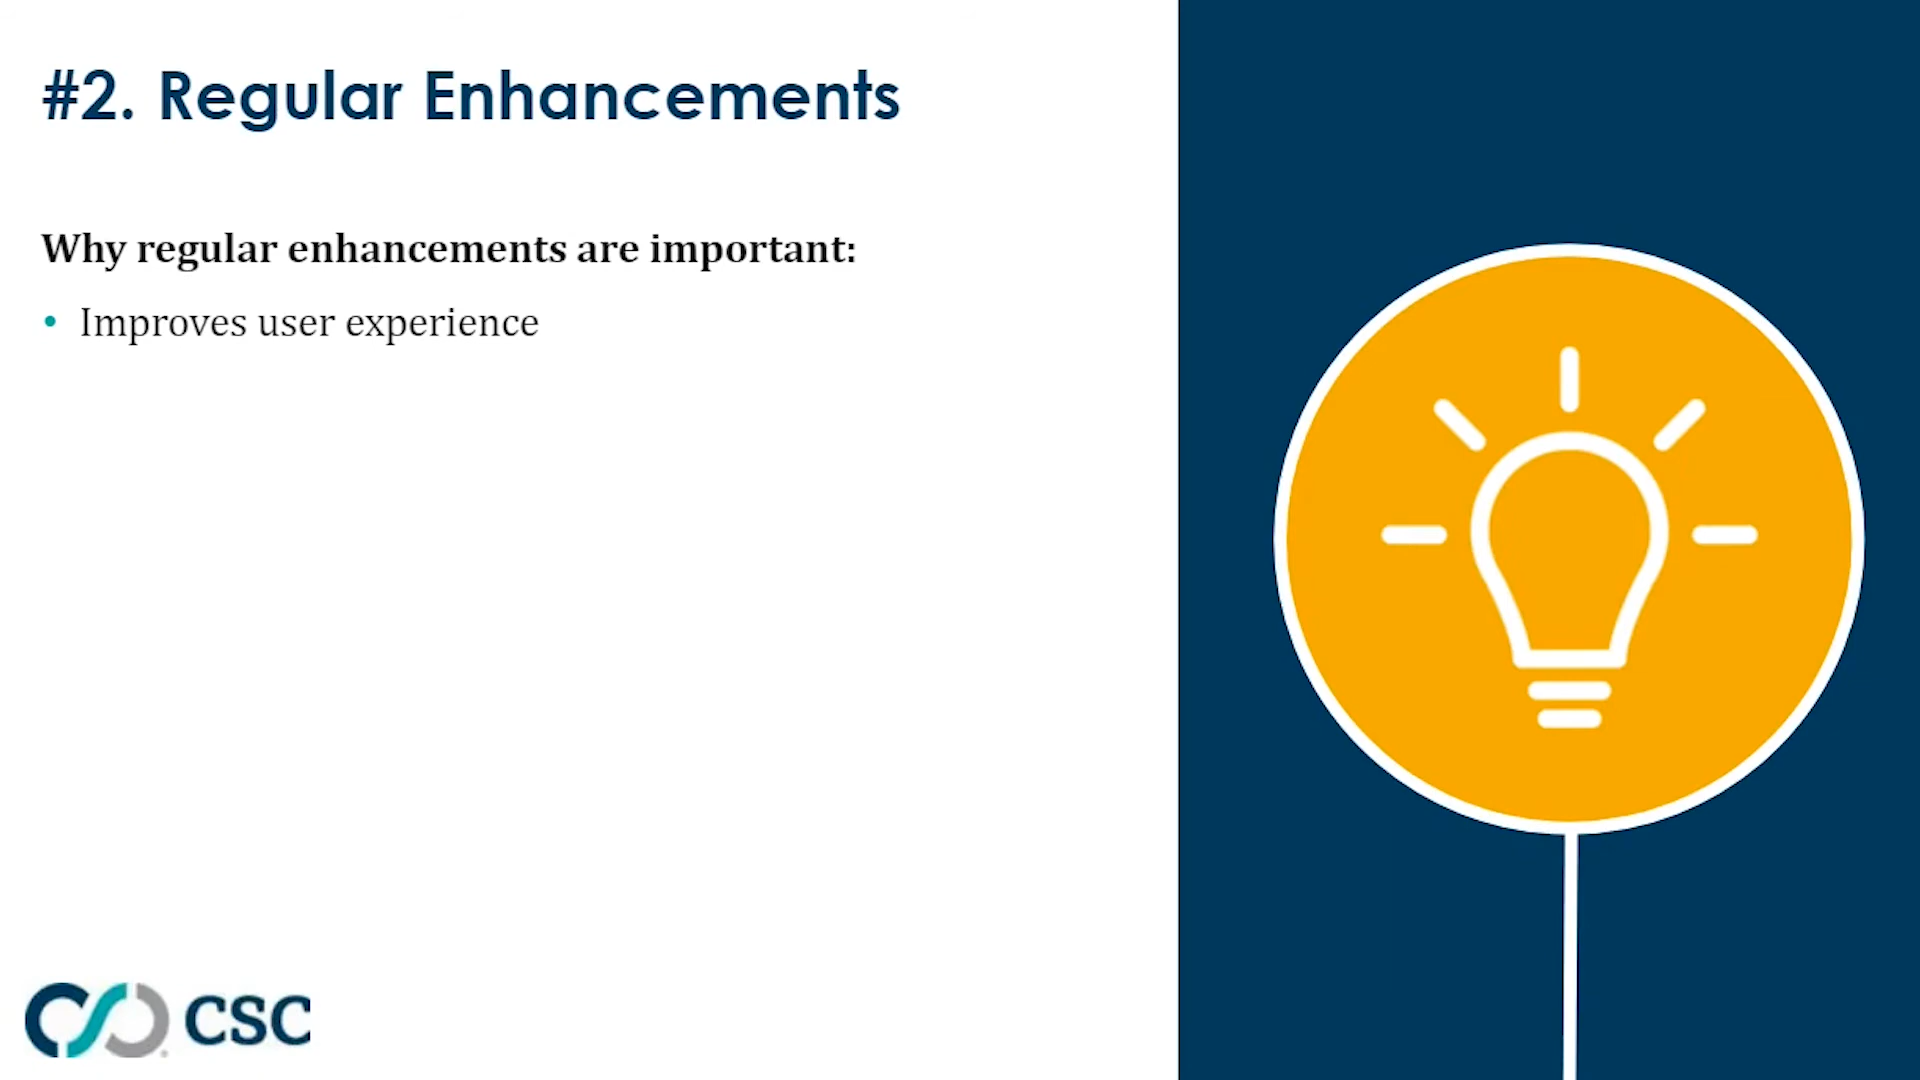 #2. Regular Enhancements
Why regular enhancements are important:
• Improves user experience
CSC